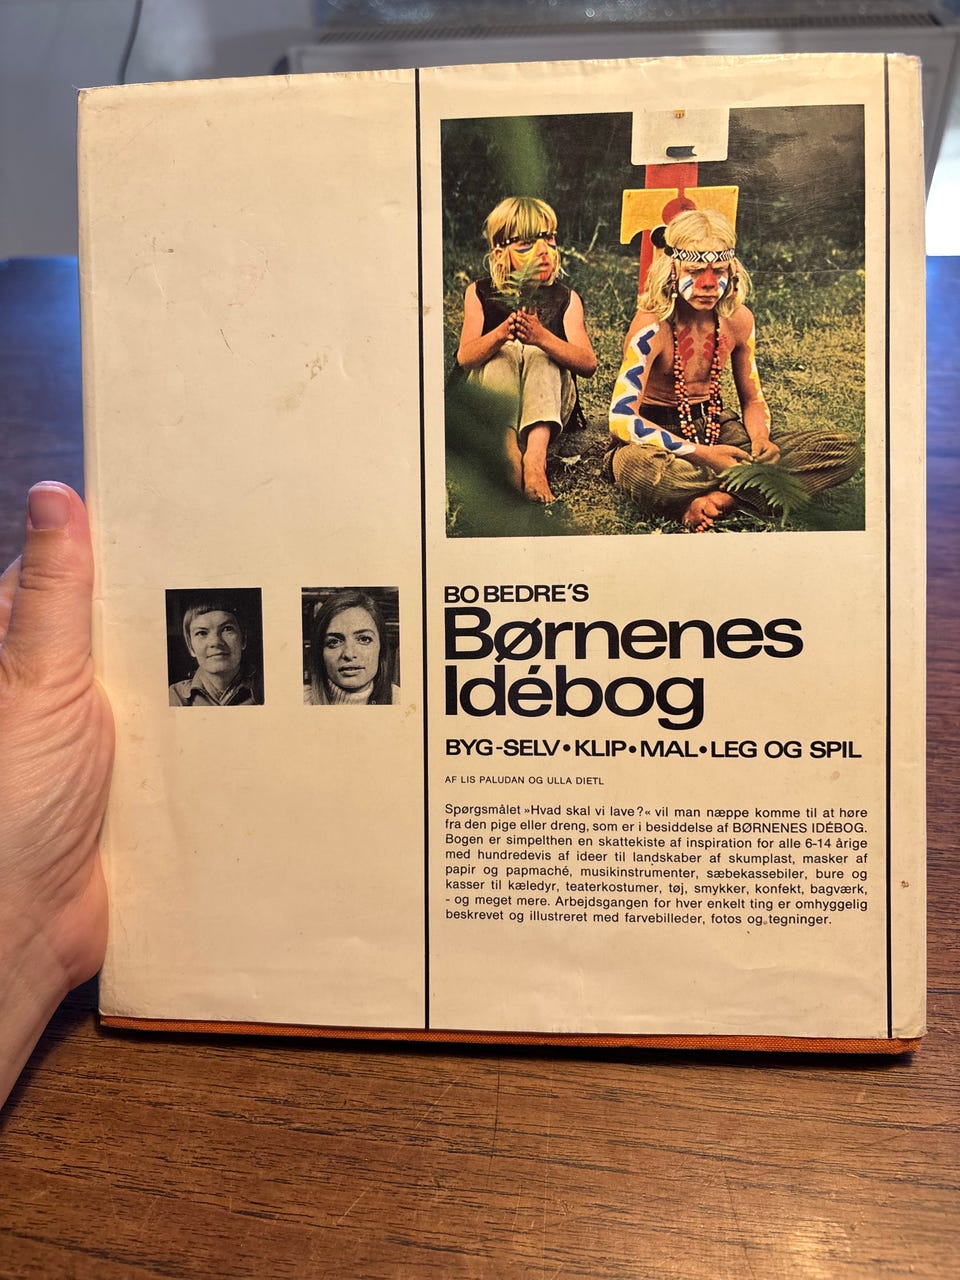 BO BEDRE'S
Børnenes
Idébog
BYG-SELV • KLIP • MAL • LEG OG SPIL
AF LIS PALUDAN OG ULLA DIETL
Spørgsmålet »Hvad skal vi lave?« vil man næppe komme til at høre
fra den pige eller dreng, som er i besiddelse af BØRNENES IDÉBOG.
Bogen er simpelthen en skattekiste af inspiration for alle 6-14 årige
med hundredevis af ideer til landskaber af skumplast, masker af
papir og papmaché, musikinstrumenter, sæbekassebiler, bure og
kasser til kæledyr, teaterkostumer, tøj, smykker, konfekt, bagværk,
- og meget mere. Arbejdsgangen for hver enkelt ting er omhyggelig
beskrevet og illustreret med farvebilleder, fotos og tegninger.